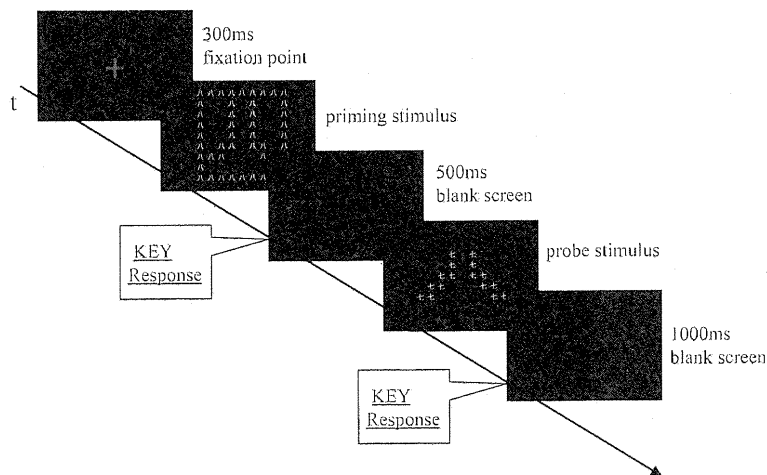 300ms
fixation point
t
priming stimulus
500ms
blank screen
KEY
Response
probe stimulus
1000ms
blank screen
KEY
Response